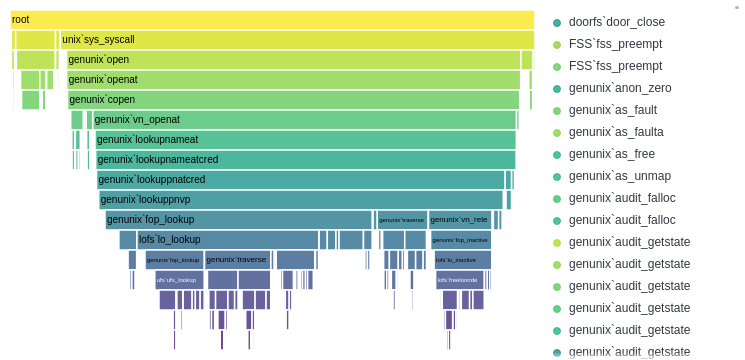 root
unix`sys_syscall
genunix`open
genunix`openat
genunix`copen
genunix`vn_openat
genunix`lookupnameat
genunix`lookupnameatcred
genunix`lookuppnatcred
genunix`lookuppnvp
genunix`fop_lookup
genunix`traverse
genunix`vn_rele
lofs`lo_lookup
genunix`fop_inactive
genunix`fop_lookup
genunix`traverse
lofs`lo_inactive
ufs`ufs_lookup
lofs`freelonode
doorfs`door_close
FSS`fss_preempt
FSS`fss_preempt
genunix`anon_zero
genunix`as_fault
genunix`as_faulta
genunix`as_free
genunix`as_unmap
genunix`audit_falloc
genunix`audit_falloc
genunix`audit_getstate
genunix`audit_getstate
genunix`audit_getstate
genunix`audit_getstate
genunix`audit_getstate
genunix`audit_getstate